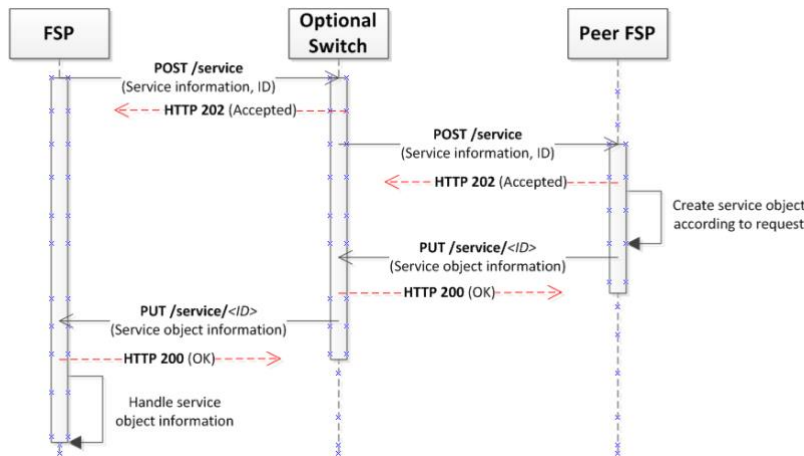 FSP
Optional
Switch
Peer FSP
POST /service
(Service information, ID)
HTTP 202 (Accepted)
POST /service
(Service information, ID)
HTTP 202 (Accepted)
Create service object
according to request
PUT /service/<ID>
(Service object information)
HTTP 200 (OK)
PUT /service/<ID>
(Service object information)
HTTP 200 (OK)
Handle service
object information